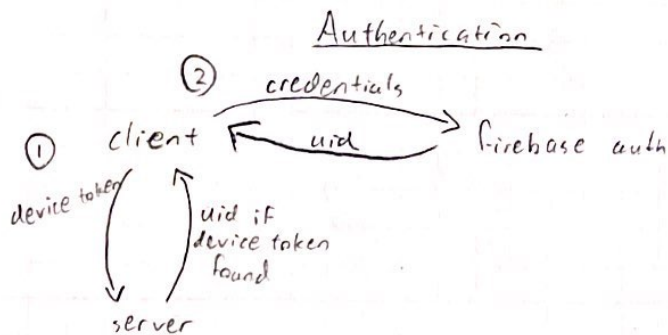 Authentication
②
credentials
①
client
uid
firebase auth
device token
uid if
device token
found
server